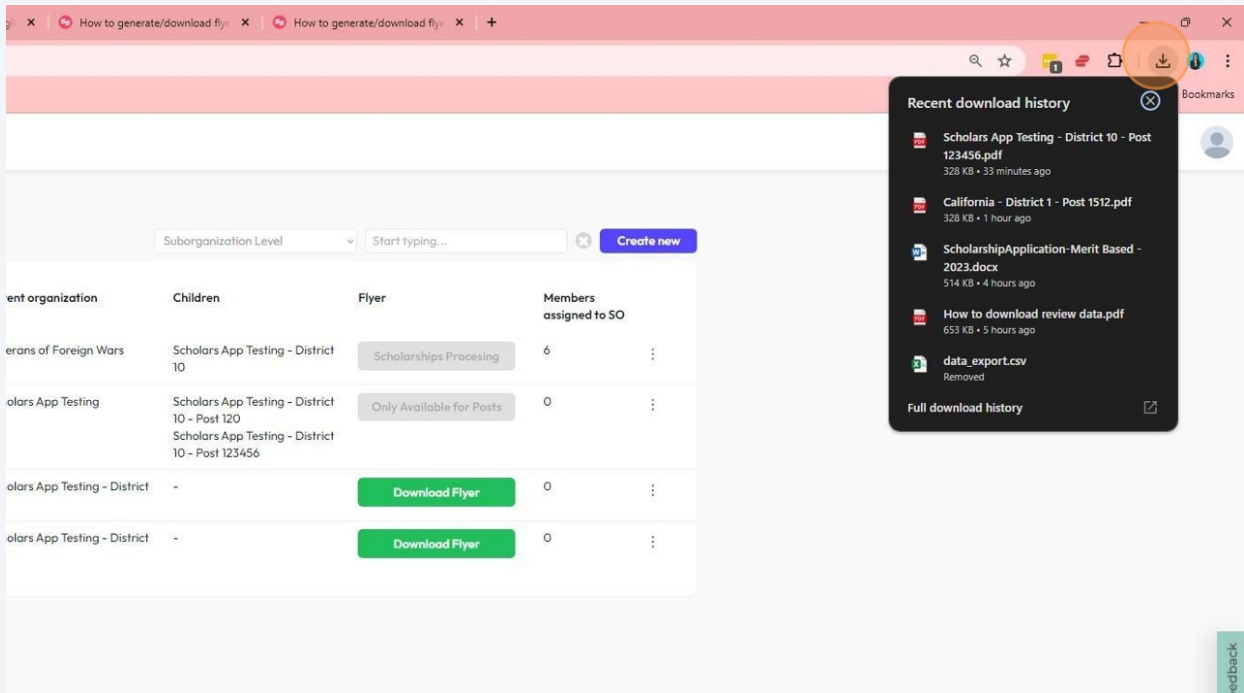 How to generate/download fly
How to generate/download fly
1
Bookmarks
Recent download history
Scholars App Testing - District 10 - Post
123456.pdf
328 KB • 33 minutes ago
California - District 1 - Post 1512.pdf
328 KB • 1 hour ago
ScholarshipApplication-Merit Based -
2023.docx
514 KB • 4 hours ago
How to download review data.pdf
653 KB • 5 hours ago
data_export.csv
Removed
Full download history
Suborganization Level
Start typing...
Create new
ent organization
Children
Flyer
Members
assigned to SO
erans of Foreign Wars
Scholars App Testing - District
10
Scholarships Procesing
6
olars App Testing
Scholars App Testing - District
10 - Post 120
Scholars App Testing - District
10 - Post 123456
Only Available for Posts
0
olars App Testing - District
-
Download Flyer
0
olars App Testing - District
-
Download Flyer
0
edback